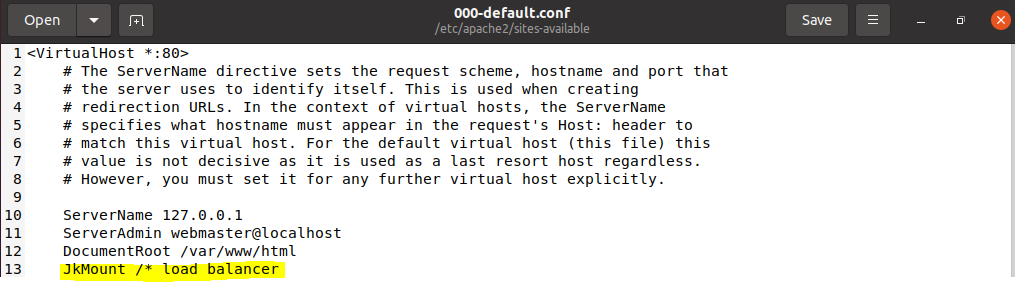 Open
000-default.conf
/etc/apache2/sites-available
Save
1 <VirtualHost *:80>
2 # The ServerName directive sets the request scheme, hostname and port that
3 # the server uses to identify itself. This is used when creating
4 # redirection URLs. In the context of virtual hosts, the ServerName
5 # specifies what hostname must appear in the request's Host: header to
6 # match this virtual host. For the default virtual host (this file) this
7 # value is not decisive as it is used as a last resort host regardless.
8 # However, you must set it for any further virtual host explicitly.
9
10 ServerName 127.0.0.1
11 ServerAdmin webmaster@localhost
12 DocumentRoot /var/www/html
13 JkMount /* load balancer